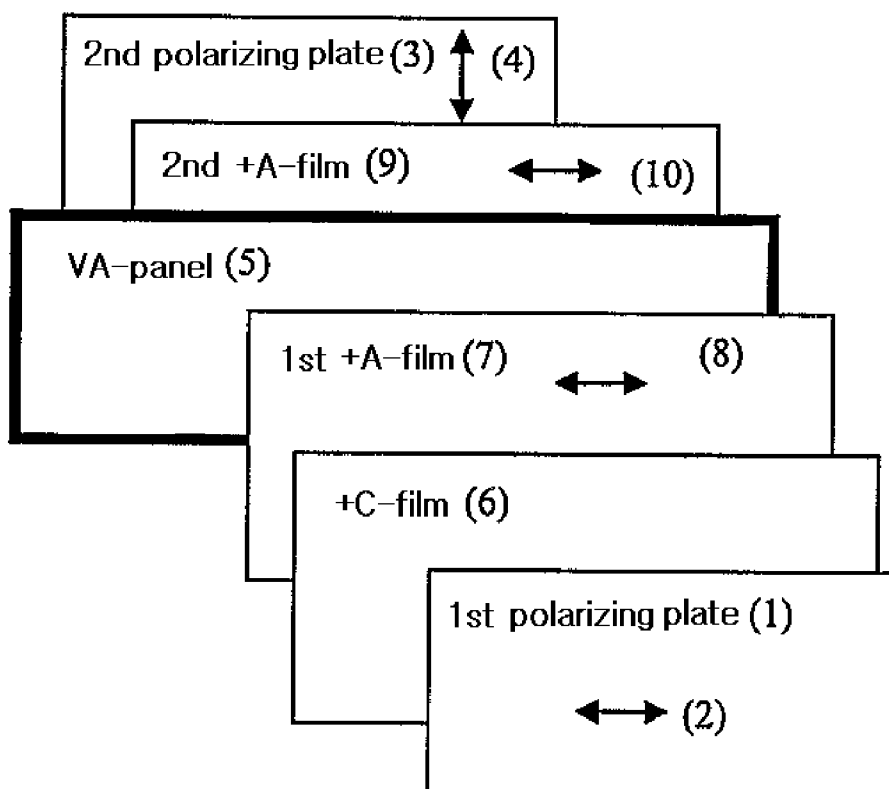 2nd polarizing plate (3) (4)
2nd +A-film (9) (10)
VA-panel (5)
1st +A-film (7) (8)
+C-film (6)
1st polarizing plate (1)
(2)